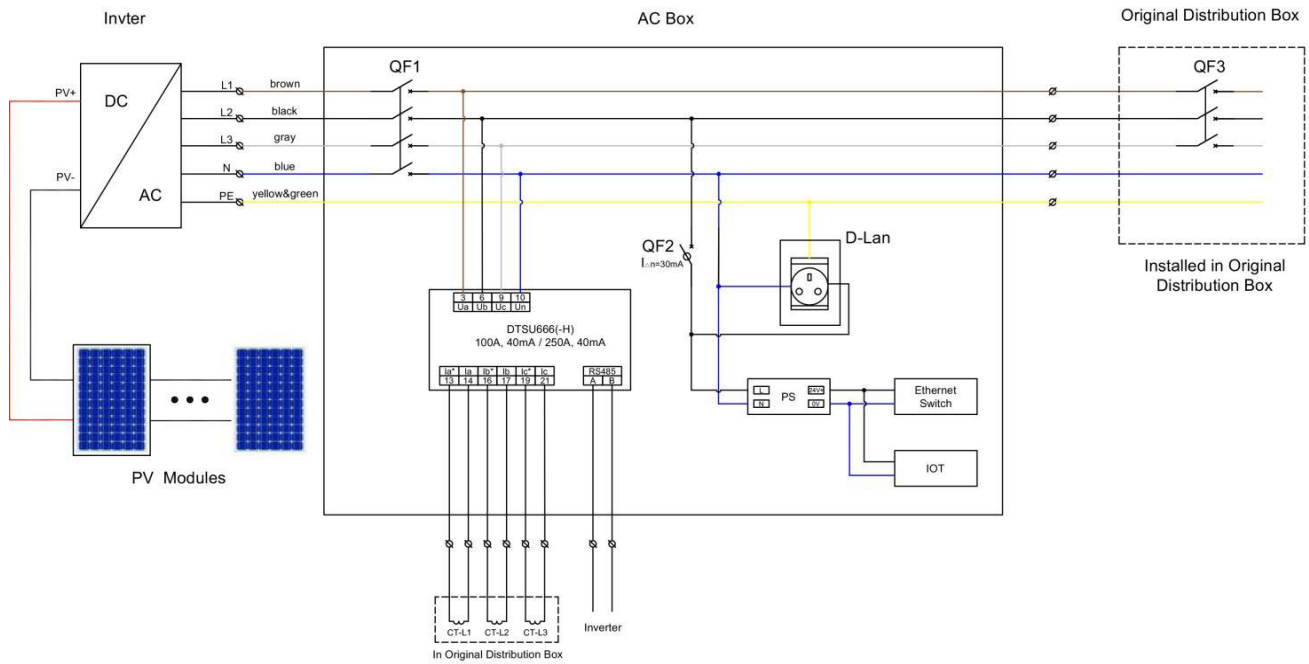 Invter
AC Box
Original Distribution Box
QF1
QF3
PV+
DC
L1
brown
L2
black
L3
gray
PV-
N
blue
AC
PE
yellow&green
QF2
I△n=30mA
D-Lan
Installed in Original
Distribution Box
3 6 9 10
Ua Ub Uc Un
DTSU666(-H)
100A, 40mA / 250A, 40mA
Ia* Ia Ib* Ib Ic* Ic
13 14 16 17 19 21
RS485
A B
L
24V+
PS
N
0V
Ethernet
Switch
IOT
PV Modules
CT-L1 CT-L2 CT-L3
Inverter
In Original Distribution Box